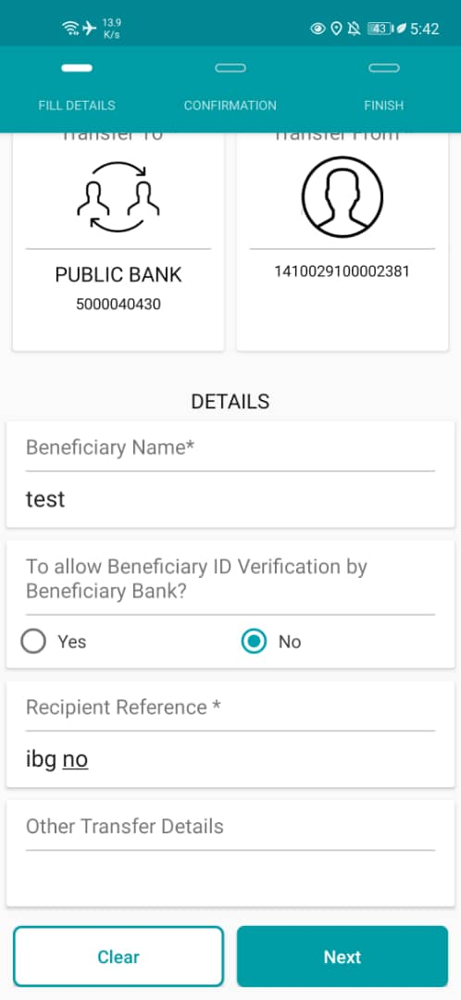 13.9
K/s
43
5:42
FILL DETAILS
CONFIRMATION
FINISH
Transfer To *
Transfer From *
PUBLIC BANK
5000040430
1410029100002381
DETAILS
Beneficiary Name*
test
To allow Beneficiary ID Verification by
Beneficiary Bank?
Yes
No
Recipient Reference *
ibg no
Other Transfer Details
Clear
Next